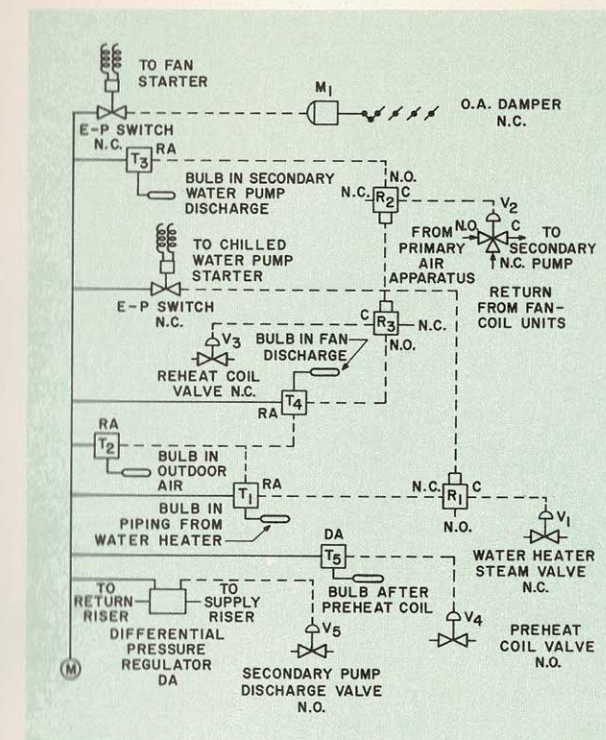 TO FAN
STARTER
M1
O.A. DAMPER
N.C.
E-P SWITCH
N.C.
T3
RA
BULB IN SECONDARY
WATER PUMP
DISCHARGE
N.O.
N.C.
R2
C
V2
FROM
PRIMARY
AIR
APPARATUS
N.O.
C
TO
SECONDARY
PUMP
N.C.
RETURN
FROM FAN-
COIL UNITS
TO CHILLED
WATER PUMP
STARTER
E-P SWITCH
N.C.
C
R3
N.C.
N.O.
V3
REHEAT COIL
VALVE N.C.
BULB IN FAN
DISCHARGE
T4
RA
RA
T2
BULB IN
OUTDOOR
AIR
T1
RA
BULB IN
PIPING FROM
WATER HEATER
N.C.
C
R1
N.O.
V1
WATER HEATER
STEAM VALVE
N.C.
DA
T5
BULB AFTER
PREHEAT COIL
V4
PREHEAT
COIL VALVE
N.O.
TO
RETURN
RISER
TO
SUPPLY
RISER
DIFFERENTIAL
PRESSURE
REGULATOR
DA
V5
SECONDARY PUMP
DISCHARGE VALVE
N.O.
M